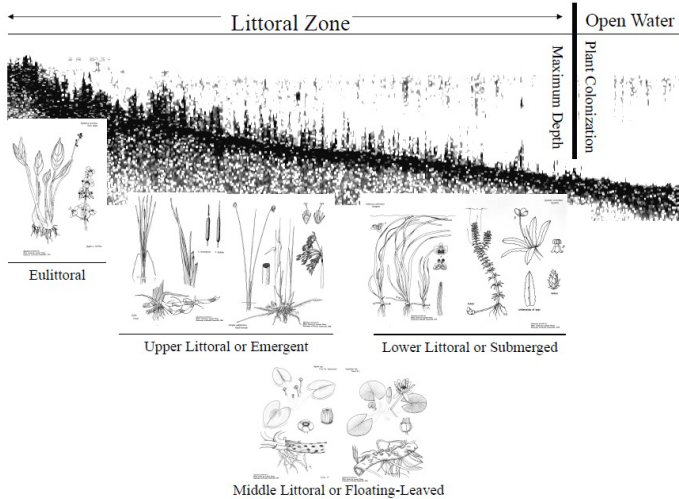 Littoral Zone
Open Water
Maximum Depth
Plant Colonization
Eulittoral
Upper Littoral or Emergent
Lower Littoral or Submerged
Middle Littoral or Floating-Leaved